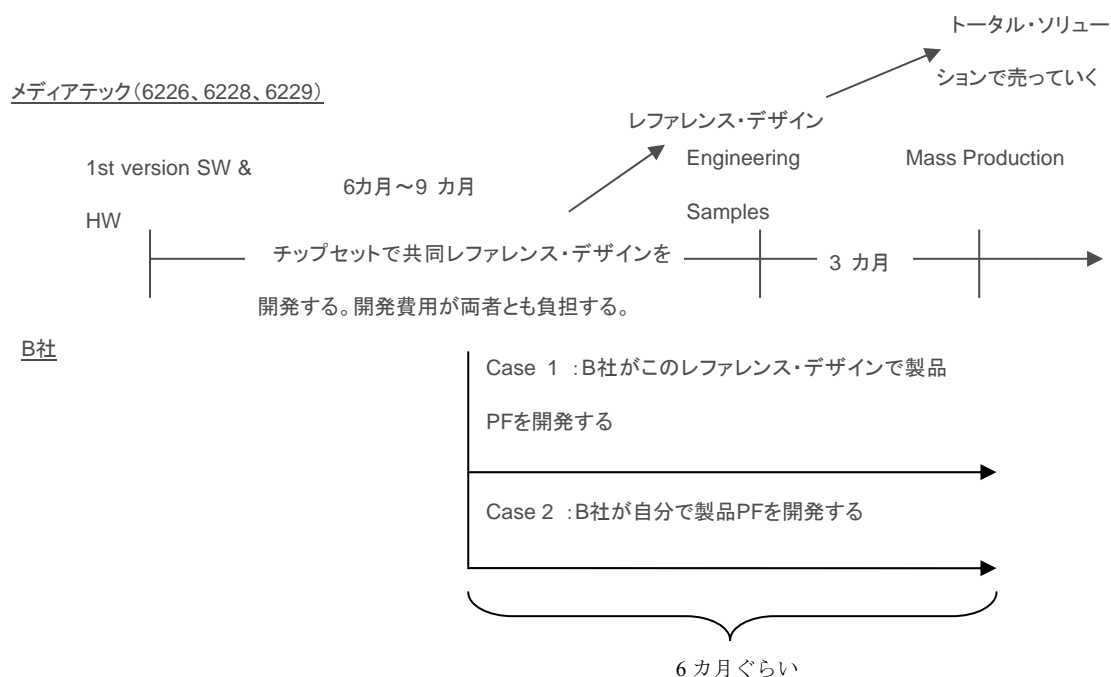 トータル・ソリュー
ションで売っていく
メディアテック(6226、6228、6229)
レファレンス・デザイン
1st version SW &
HW
6カ月～9 カ月
Engineering
Samples
Mass Production
チップセットで共同レファレンス・デザインを
開発する。開発費用が両者とも負担する。
3 カ月
B社
Case 1 :B社がこのレファレンス・デザインで製品
PFを開発する
Case 2 :B社が自分で製品PFを開発する
6 カ月ぐらい